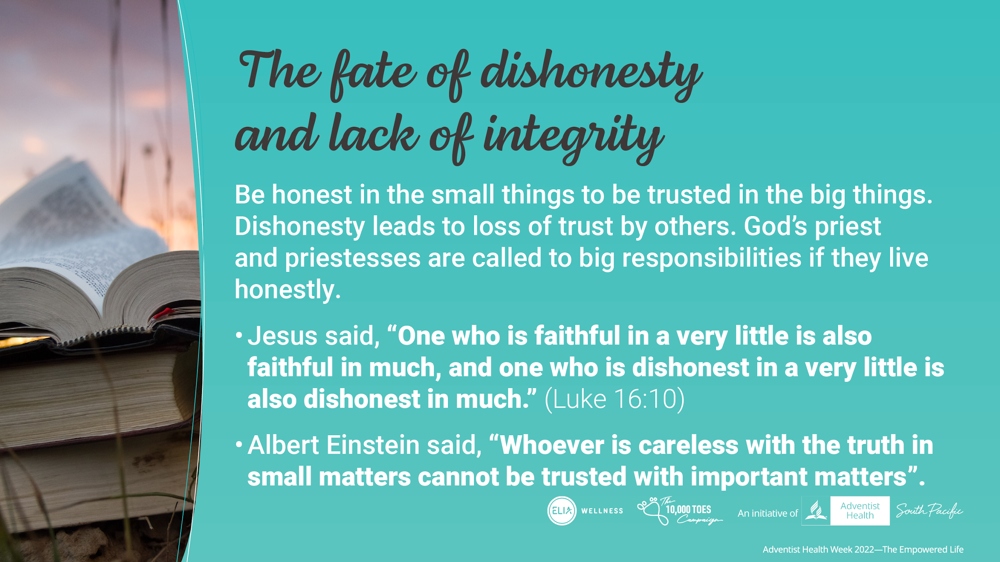 The fate of dishonesty
and lack of integrity
Be honest in the small things to be trusted in the big things.
Dishonesty leads to loss of trust by others. God’s priest
and priestesses are called to big responsibilities if they live
honestly.
• Jesus said, “One who is faithful in a very little is also
faithful in much, and one who is dishonest in a very little is
also dishonest in much.” (Luke 16:10)
• Albert Einstein said, “Whoever is careless with the truth in
small matters cannot be trusted with important matters”.
ELIA WELLNESS
The
10,000 TOES
Campaign
An initiative of
Adventist
Health
South Pacific
Adventist Health Week 2022—The Empowered Life